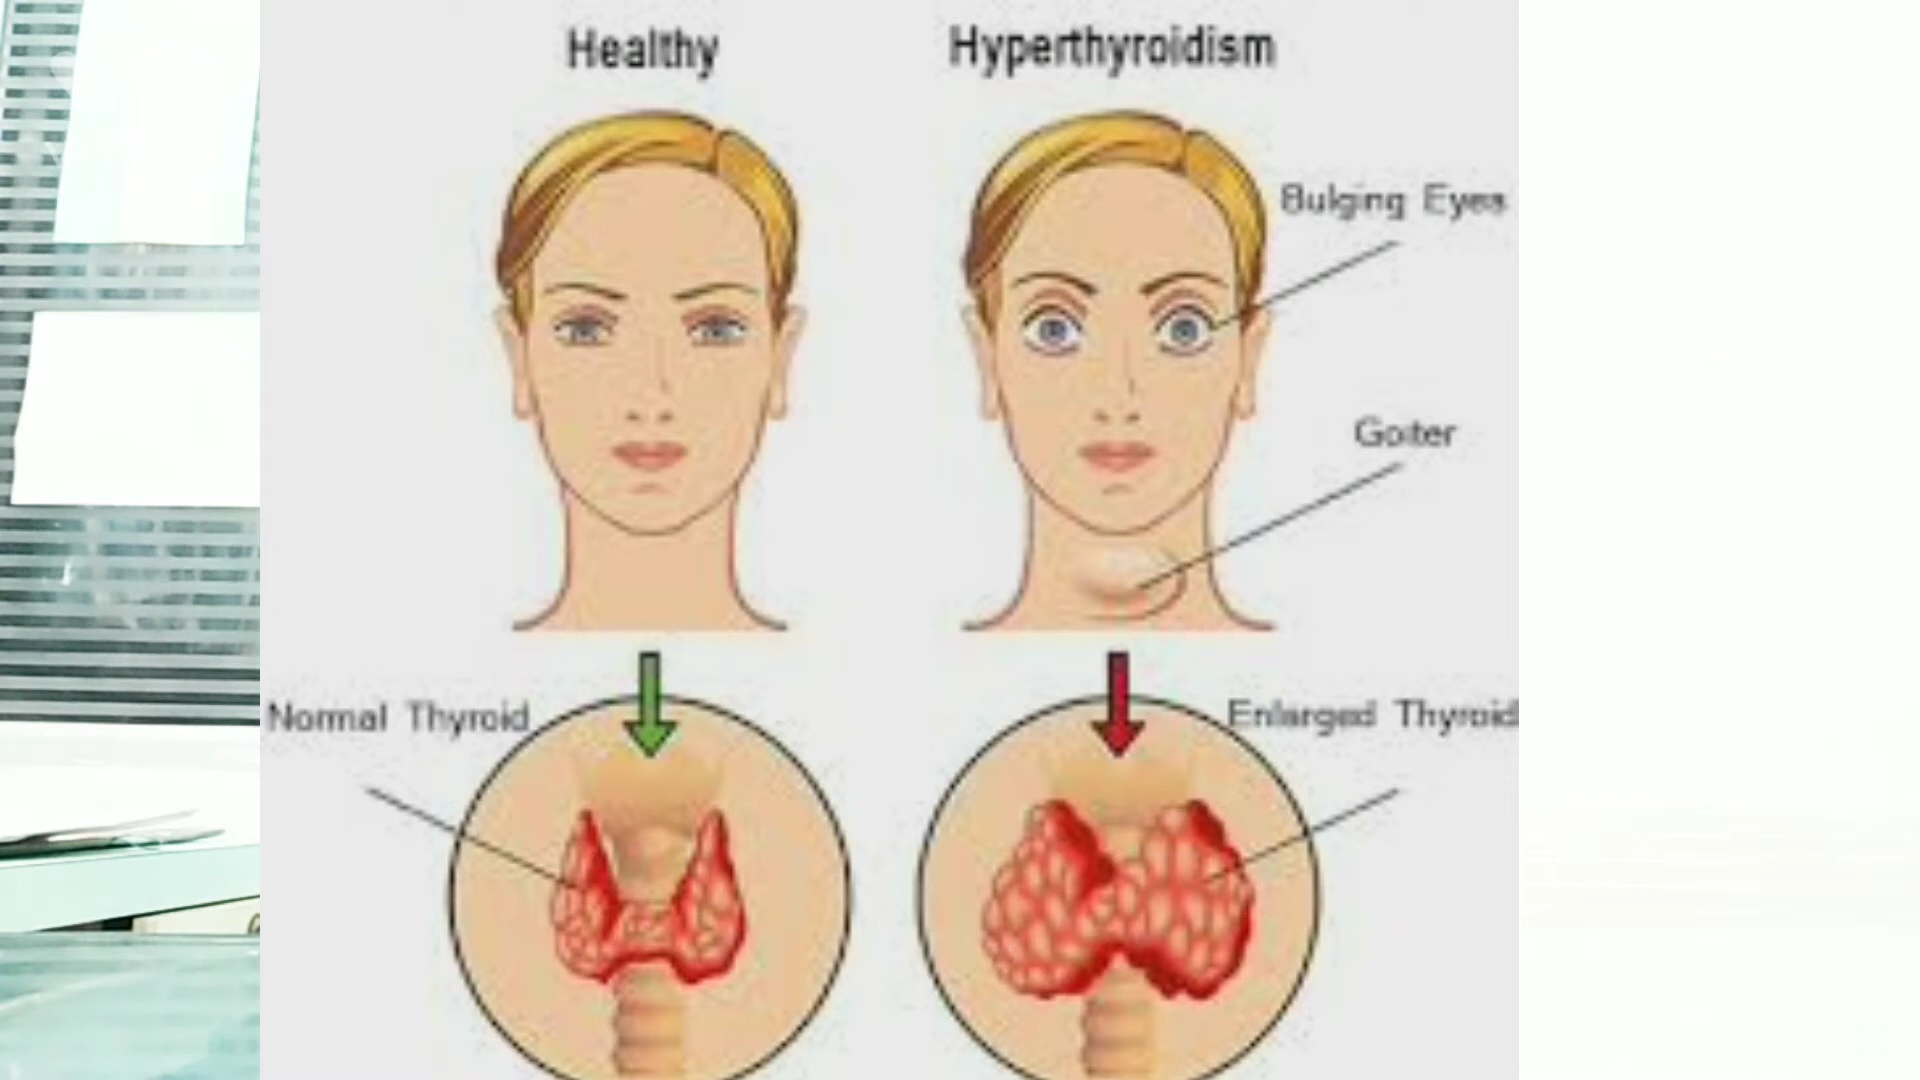 Healthy
Hyperthyroidism
Bulging Eyes
Goiter
Normal Thyroid
Enlarged Thyroid